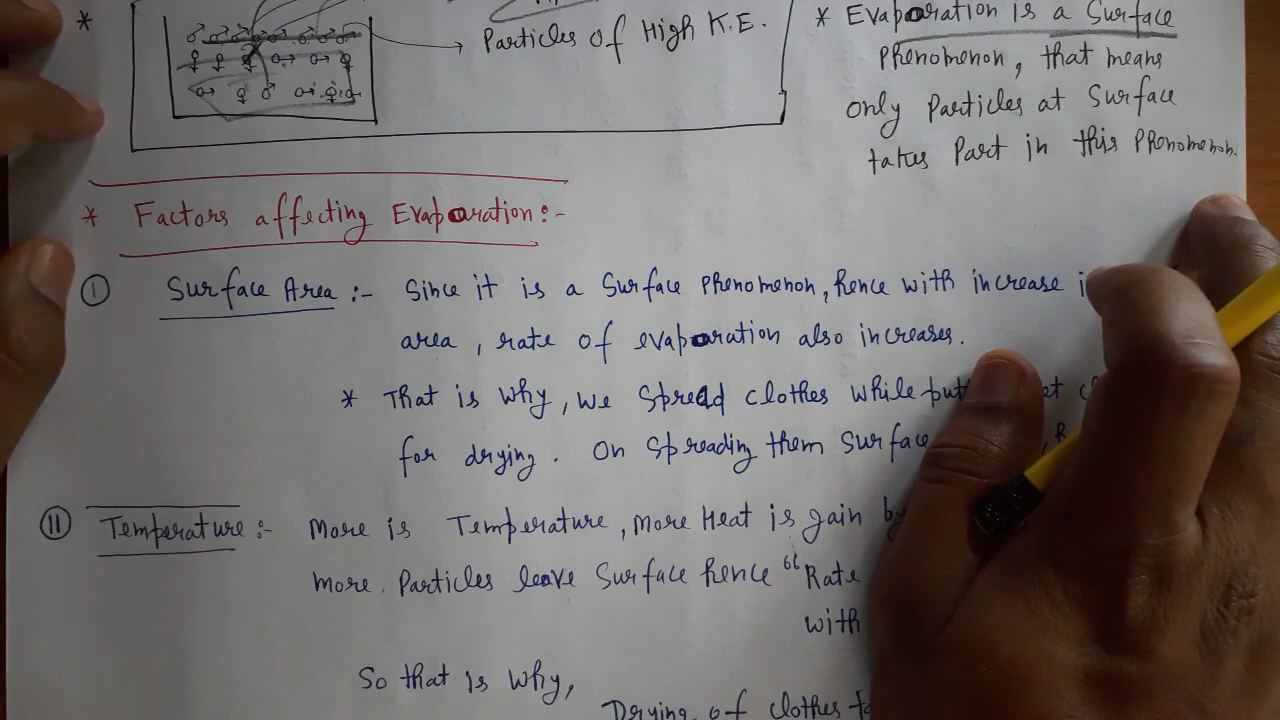 * Particles of High K.E.
* Evaporation is a Surface
Phenomenon, that means
only Particles at Surface
takes Part in this Phonomenon.
* Factors affecting Evaporation:-
I Surface Area :- Since it is a Surface Phenomenon, hence with increase
area, rate of evaporation also increases.
* That is why, we Spread clothes while
for drying. On Spreading them Surface
II Temperature :- More is Temperature, More Heat is gain by
more Particles leave Surface hence "Rate
with
So that is why,
Drying of clothes